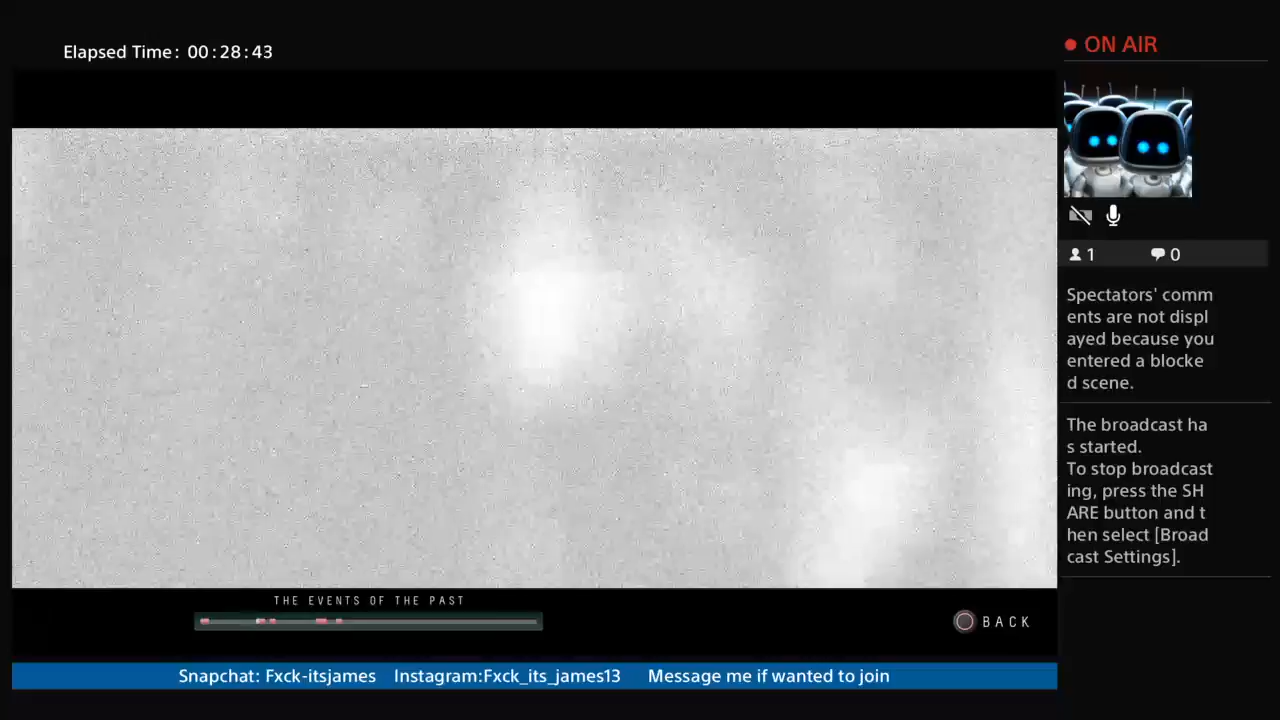 Elapsed Time: 00:28:43
ON AIR
1
0
Spectators' comm
ents are not displ
ayed because you
entered a blocke
d scene.
The broadcast ha
s started.
To stop broadcast
ing, press the SH
ARE button and t
hen select [Broad
cast Settings].
THE EVENTS OF THE PAST
BACK
Snapchat: Fxck-itsjames Instagram:Fxck_its_james13 Message me if wanted to join